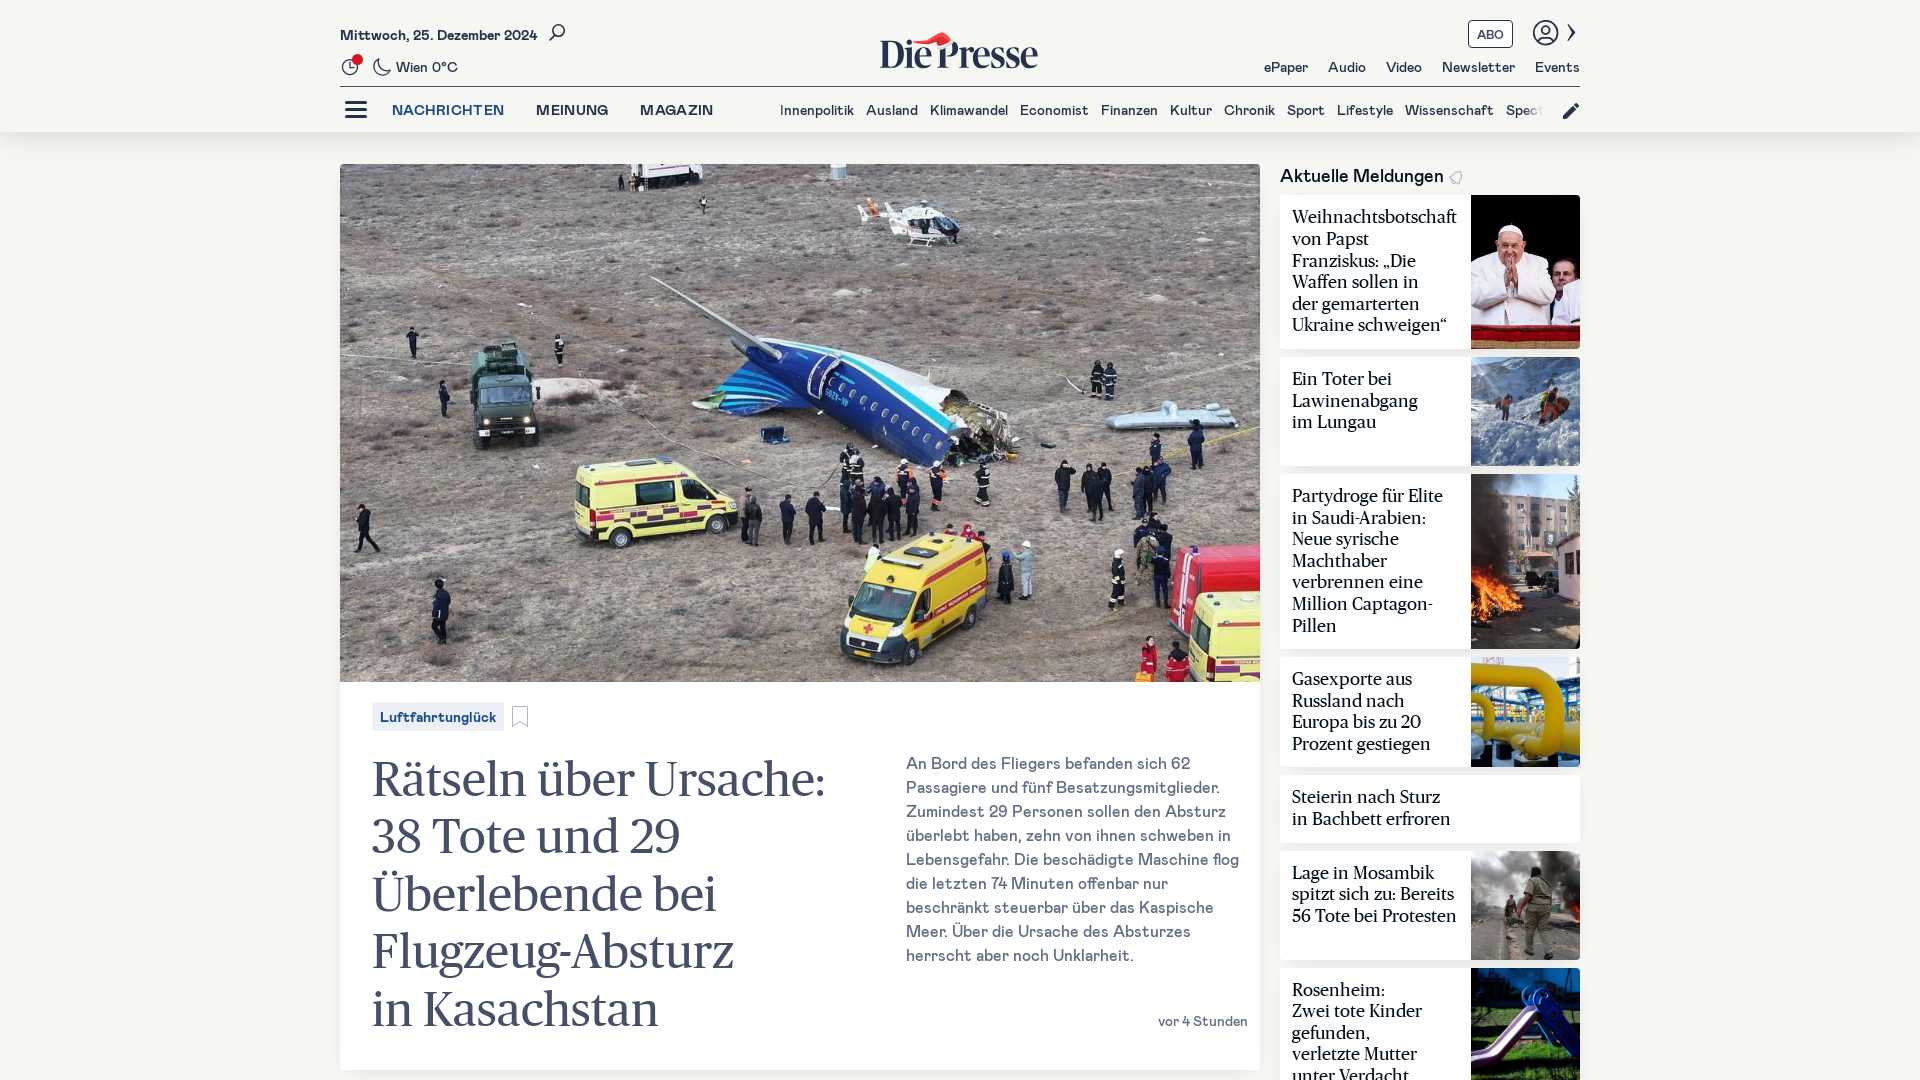 Mittwoch, 25. Dezember 2024
Wien 0°C
Die Presse
ABO
ePaper Audio Video Newsletter Events
NACHRICHTEN MEINUNG MAGAZIN
Innenpolitik Ausland Klimawandel Economist Finanzen Kultur Chronik Sport Lifestyle Wissenschaft Spect
Luftfahrtunglück
Rätseln über Ursache:
38 Tote und 29
Überlebende bei
Flugzeug-Absturz
in Kasachstan
An Bord des Fliegers befanden sich 62
Passagiere und fünf Besatzungsmitglieder.
Zumindest 29 Personen sollen den Absturz
überlebt haben, zehn von ihnen schweben in
Lebensgefahr. Die beschädigte Maschine flog
die letzten 74 Minuten offenbar nur
beschränkt steuerbar über das Kaspische
Meer. Über die Ursache des Absturzes
herrscht aber noch Unklarheit.
vor 4 Stunden
Aktuelle Meldungen
Weihnachtsbotschaft
von Papst
Franziskus: „Die
Waffen sollen in
der gemarterten
Ukraine schweigen“
Ein Toter bei
Lawinenabgang
im Lungau
Partydroge für Elite
in Saudi-Arabien:
Neue syrische
Machthaber
verbrennen eine
Million Captagon-
Pillen
Gasexporte aus
Russland nach
Europa bis zu 20
Prozent gestiegen
Steierin nach Sturz
in Bachbett erfroren
Lage in Mosambik
spitzt sich zu: Bereits
56 Tote bei Protesten
Rosenheim:
Zwei tote Kinder
gefunden,
verletzte Mutter
unter Verdacht